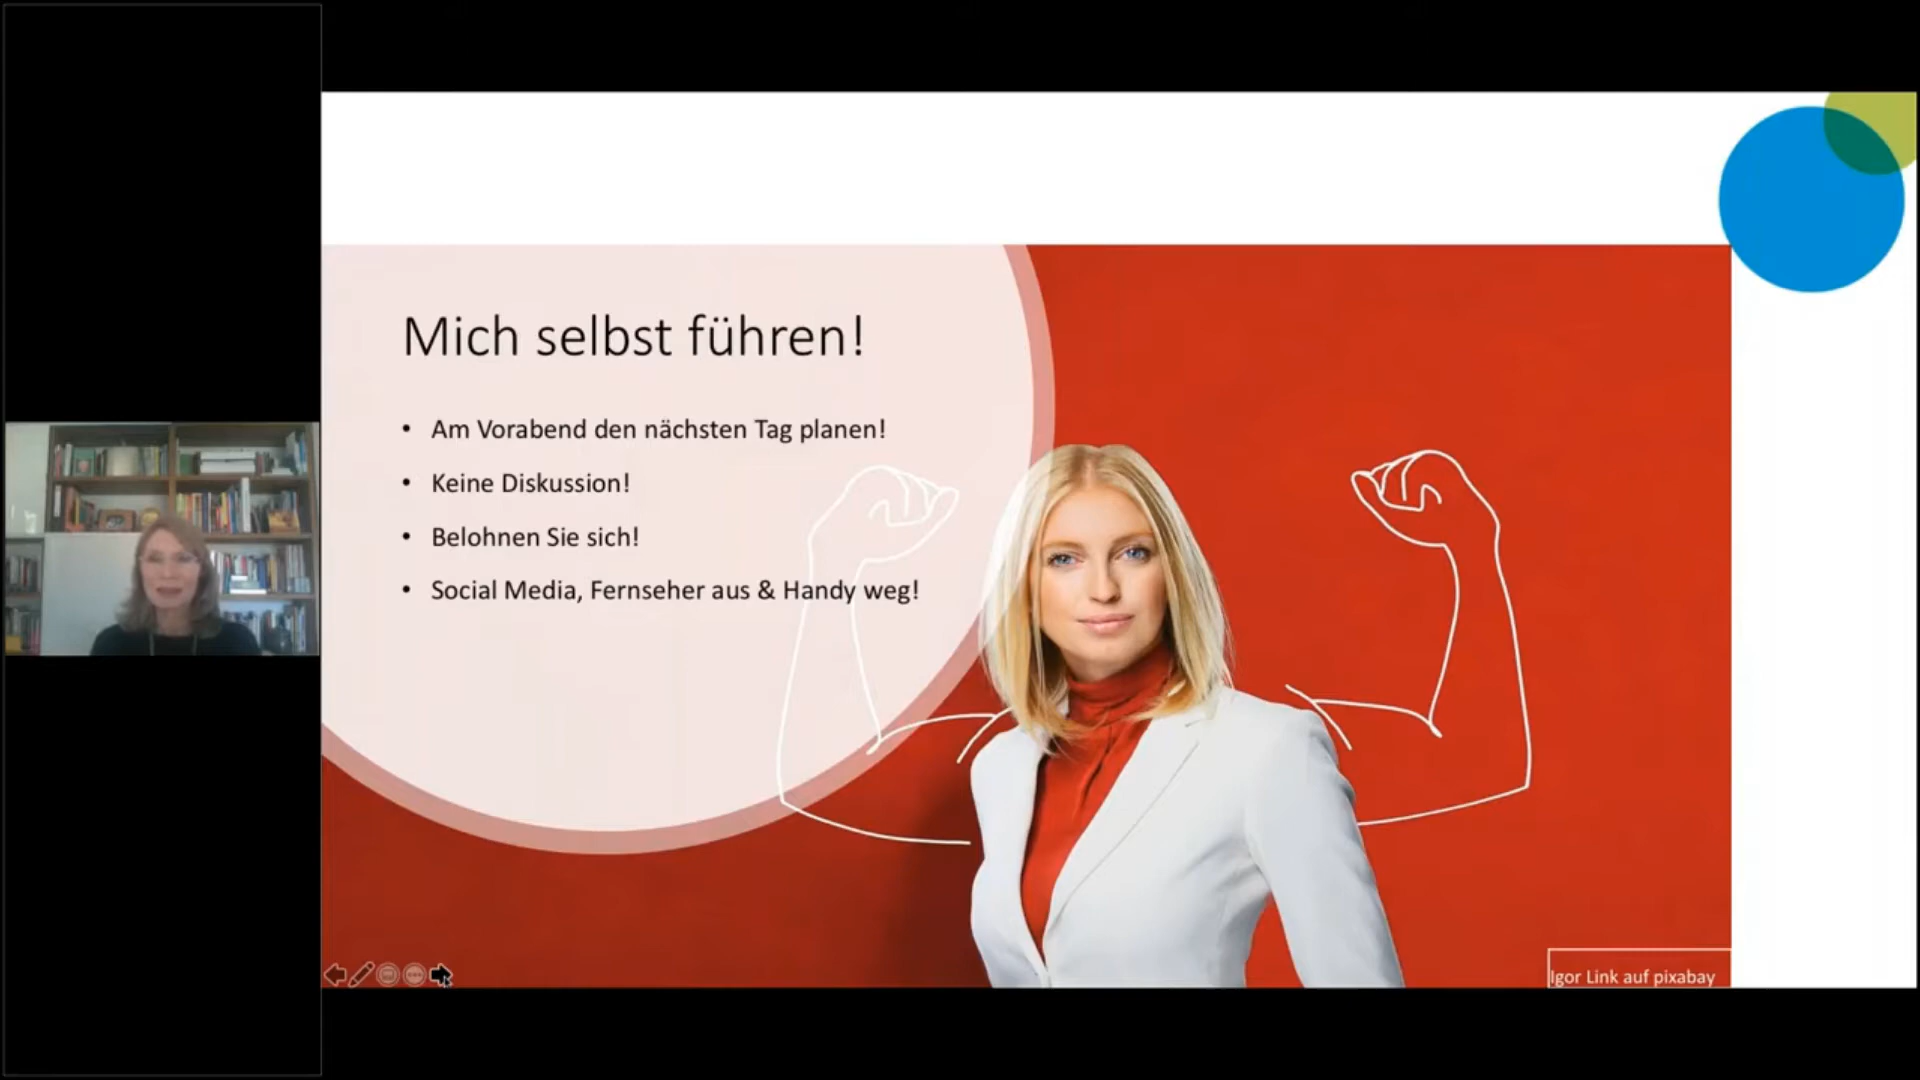 Mich selbst führen!
• Am Vorabend den nächsten Tag planen!
• Keine Diskussion!
• Belohnen Sie sich!
• Social Media, Fernseher aus & Handy weg!
Igor Link auf pixabay